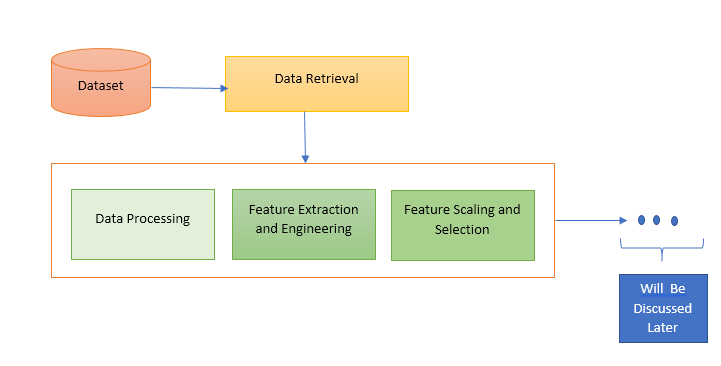 Dataset
Data Retrieval
Data Processing
Feature Extraction
and Engineering
Feature Scaling and
Selection
Will Be
Discussed
Later